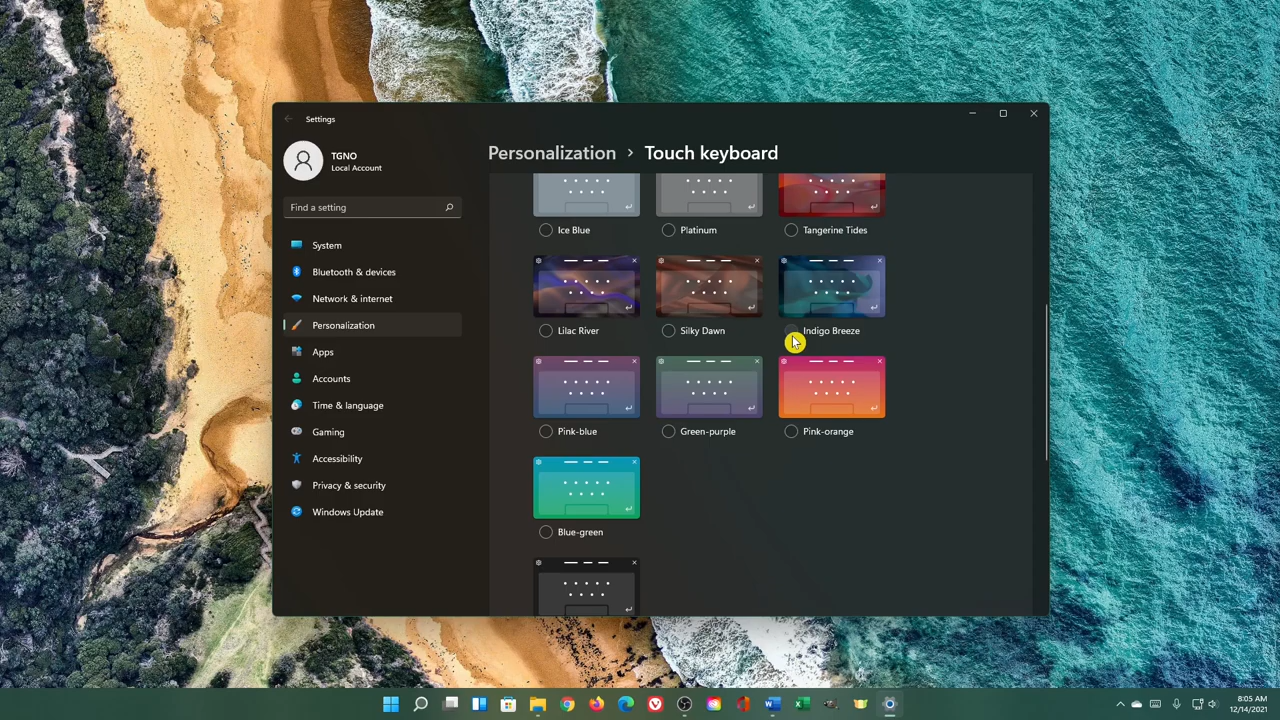 Settings
TGNO
Local Account
Find a setting
System
Bluetooth & devices
Network & internet
Personalization
Apps
Accounts
Time & language
Gaming
Accessibility
Privacy & security
Windows Update
Personalization > Touch keyboard
Ice Blue
Platinum
Tangerine Tides
Lilac River
Silky Dawn
Indigo Breeze
Pink-blue
Green-purple
Pink-orange
Blue-green
8:05 AM
12/14/2021